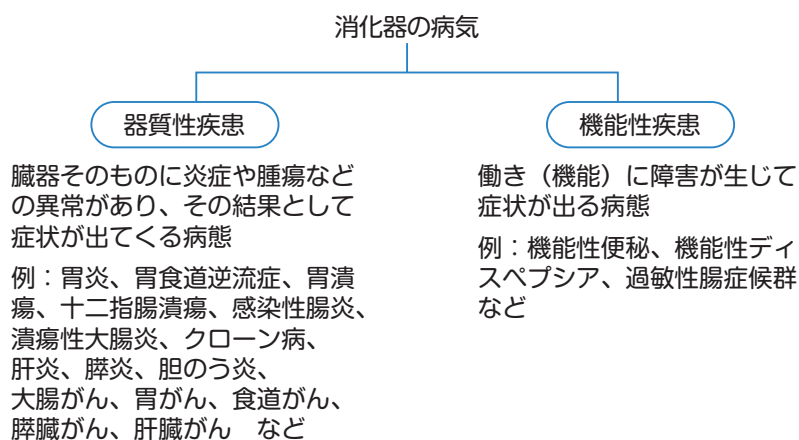 消化器の病気
器質性疾患
臓器そのものに炎症や腫瘍など
の異常があり、その結果として
症状が出てくる病態
例：胃炎、胃食道逆流症、胃潰
瘍、十二指腸潰瘍、感染性腸炎、
潰瘍性大腸炎、クローン病、
肝炎、膵炎、胆のう炎、
大腸がん、胃がん、食道がん、
膵臓がん、肝臓がん　など
機能性疾患
働き（機能）に障害が生じて
症状が出る病態
例：機能性便秘、機能性ディ
スペプシア、過敏性腸症候群
など